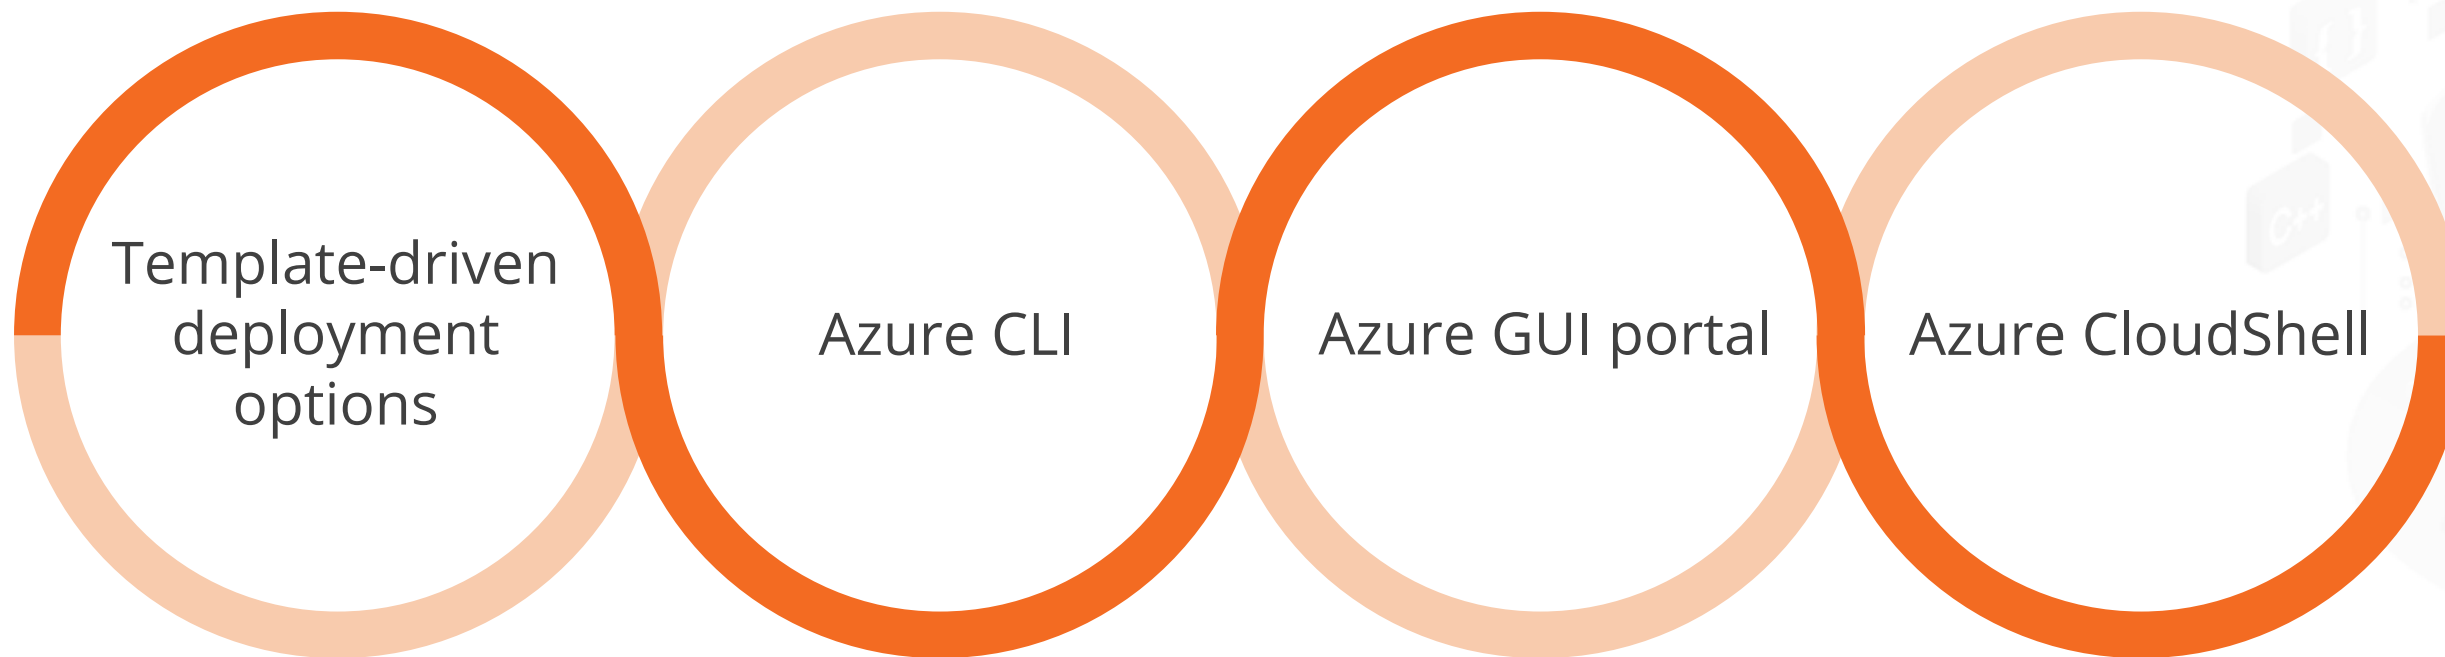 Template-driven
deployment
options
Azure CLI
Azure GUI portal
Azure CloudShell
{ }
C++